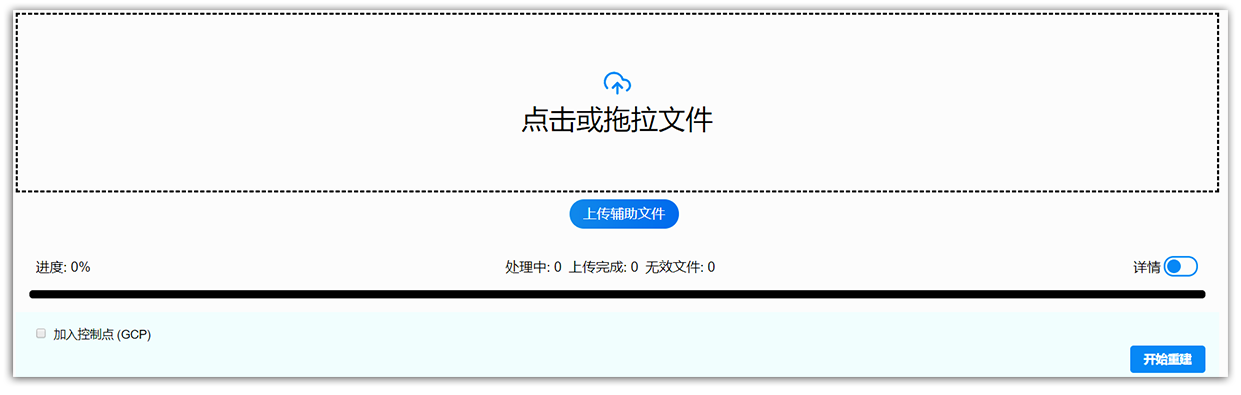 点击或拖拉文件
上传辅助文件
进度: 0%
处理中: 0 上传完成: 0 无效文件: 0
详情
加入控制点 (GCP)
开始重建